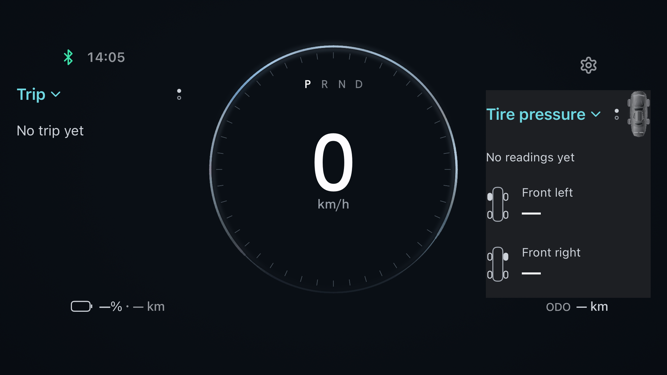 14:05
Trip
No trip yet
—% · — km
P R N D
0
km/h
Tire pressure
No readings yet
Front left
—
Front right
—
ODO — km